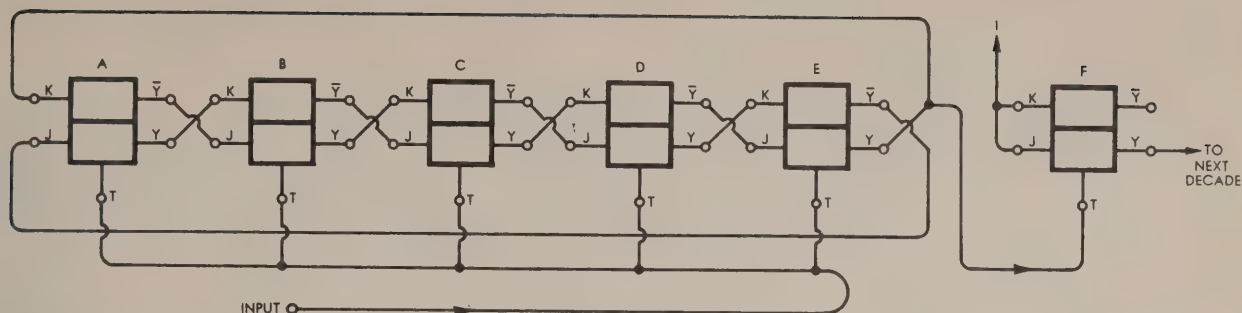 A B C D E F
1
K Y̅ K Y̅ K Y̅ K Y̅ K Y̅ K Y̅
J Y J Y J Y J Y J Y J Y
T T T T T T
TO
NEXT
DECADE
INPUT